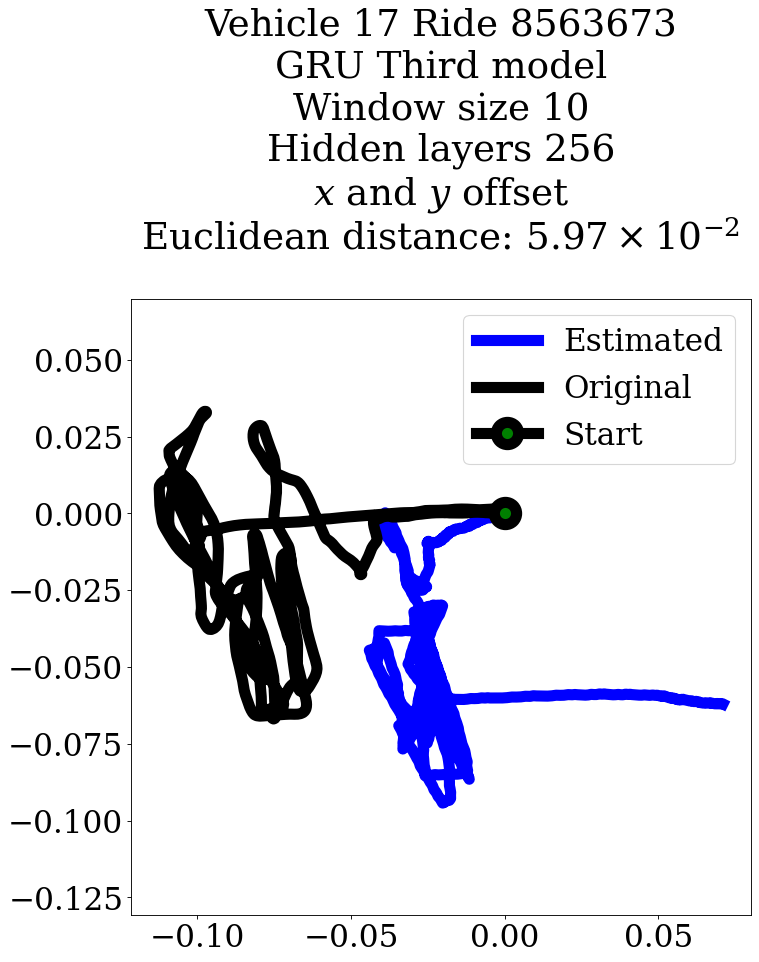 Vehicle 17 Ride 8563673
GRU Third model
Window size 10
Hidden layers 256
x and y offset
Euclidean distance: 5.97 × 10⁻²
Estimated
Original
Start
0.050
0.025
0.000
−0.025
−0.050
−0.075
−0.100
−0.125
−0.10 −0.05 0.00 0.05